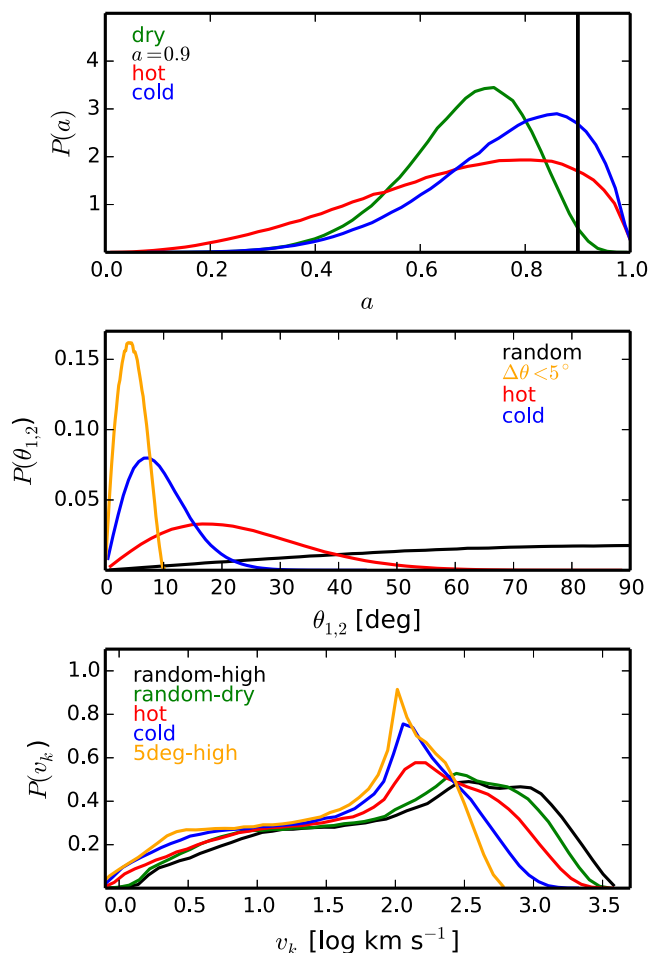 4
3
2
1
P(a)
dry
a=0.9
hot
cold
0.0 0.2 0.4 0.6 0.8 1.0
a
0.15
0.10
0.05
P(θ1,2)
random
Δθ <5°
hot
cold
0 10 20 30 40 50 60 70 80 90
θ1,2 [deg]
1.0
0.8
0.6
0.4
0.2
P(vk)
random-high
random-dry
hot
cold
5deg-high
0.0 0.5 1.0 1.5 2.0 2.5 3.0 3.5
vk [log km s⁻¹]